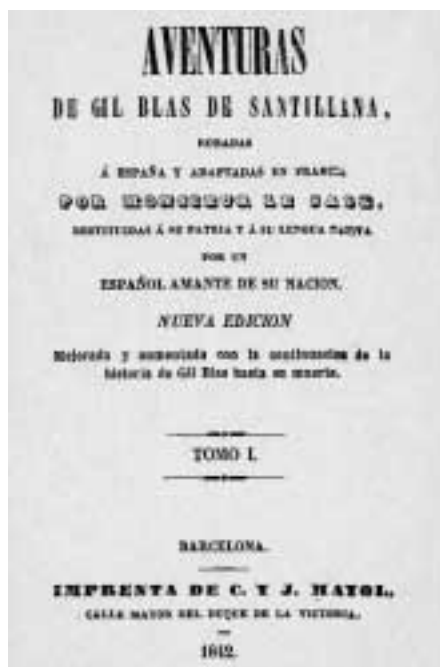 AVENTURAS
DE GIL BLAS DE SANTILLANA,
ROBADAS
Á ESPAÑA Y ADAPTADAS EN FRANCIA
POR MONSIEUR LE SAGE,
RESTITUIDAS Á SU PATRIA Y Á SU LENGUA NATIVA
POR UN
ESPAÑOL AMANTE DE SU NACION.
NUEVA EDICION
Mejorada y aumentada con la continuacion de la
historia de Gil Blas hasta su muerte.
TOMO I.
BARCELONA.
IMPRENTA DE C. Y J. MAYOL,
CALLE MAYOR DEL DUQUE DE LA VICTORIA.
1842.